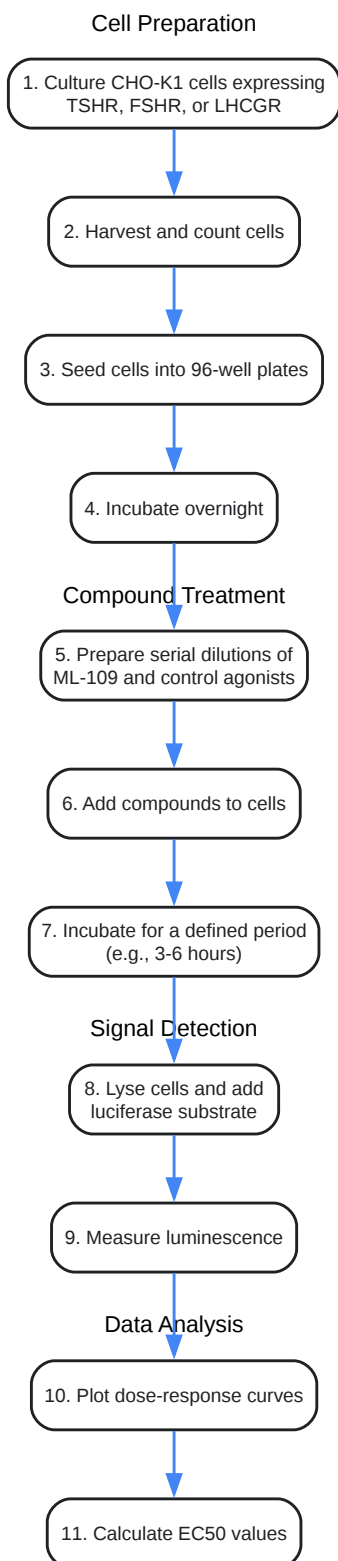 Cell Preparation
1. Culture CHO-K1 cells expressing
TSHR, FSHR, or LHCGR
2. Harvest and count cells
3. Seed cells into 96-well plates
4. Incubate overnight
Compound Treatment
5. Prepare serial dilutions of
ML-109 and control agonists
6. Add compounds to cells
7. Incubate for a defined period
(e.g., 3-6 hours)
Signal Detection
8. Lyse cells and add
luciferase substrate
9. Measure luminescence
Data Analysis
10. Plot dose-response curves
11. Calculate EC50 values